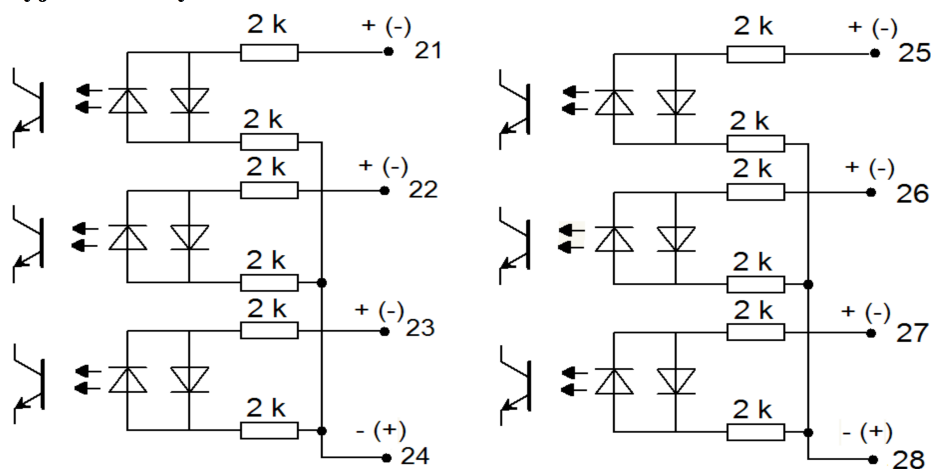 2 k + (-) 21
2 k
2 k + (-) 22
2 k
2 k + (-) 23
2 k - (+) 24
2 k + (-) 25
2 k
2 k + (-) 26
2 k
2 k + (-) 27
2 k - (+) 28